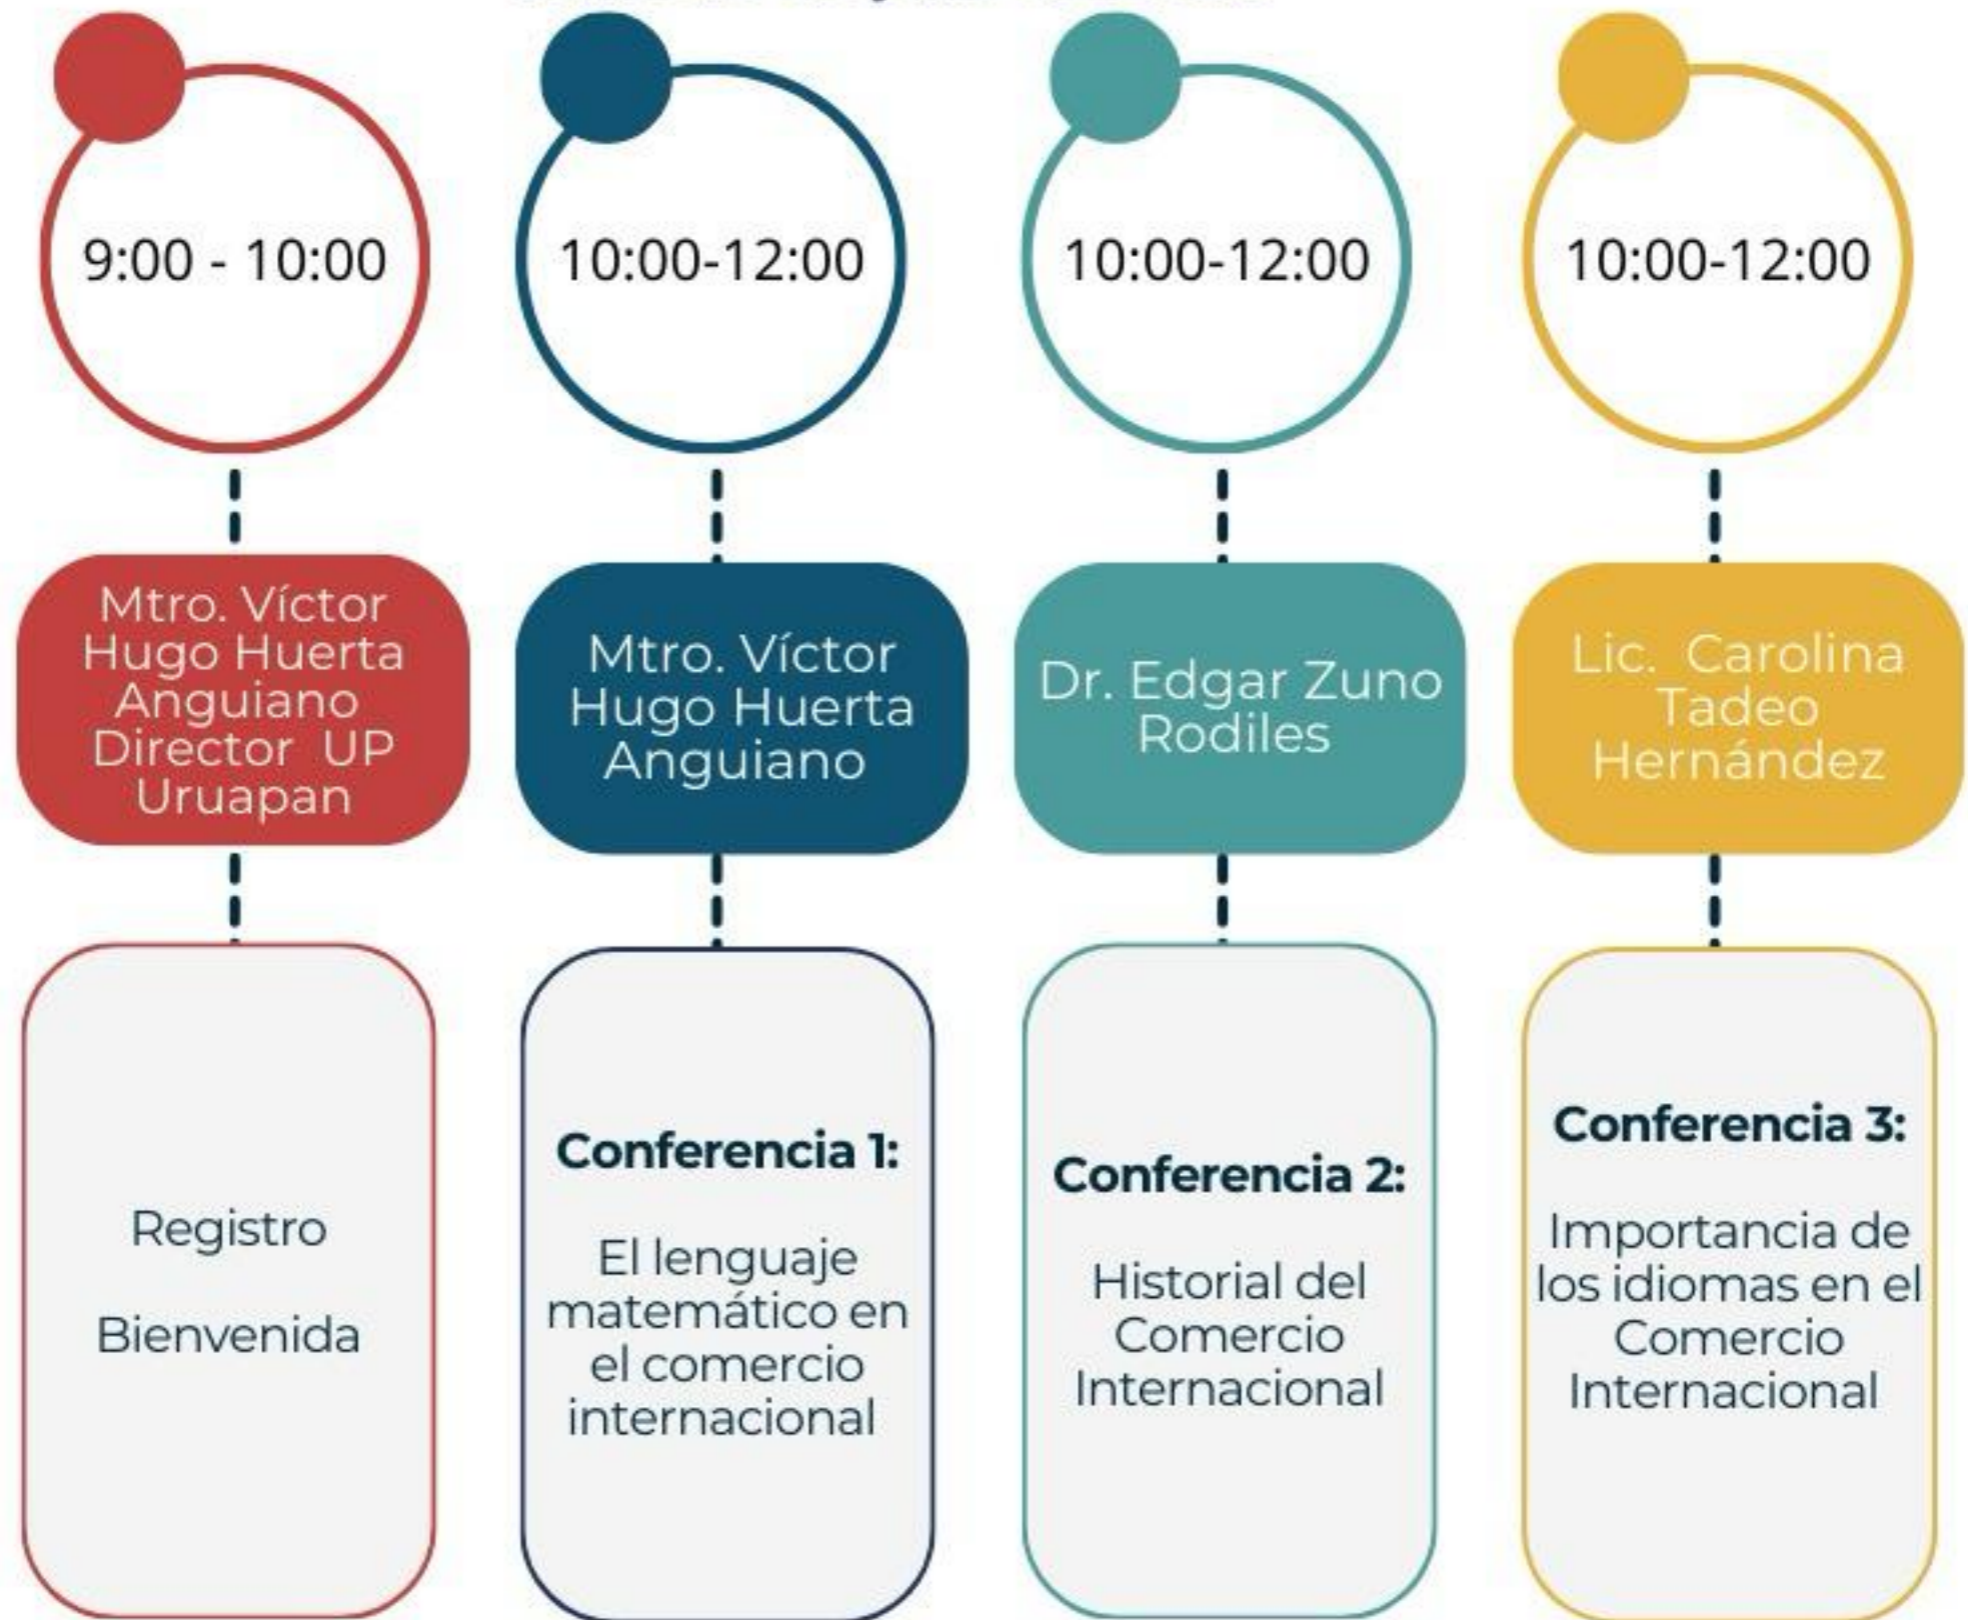 9:00 - 10:00
Mtro. Víctor
Hugo Huerta
Anguiano
Director UP
Uruapan
Registro
Bienvenida
10:00-12:00
Mtro. Víctor
Hugo Huerta
Anguiano
Conferencia 1:
El lenguaje
matemático en
el comercio
internacional
10:00-12:00
Dr. Edgar Zuno
Rodiles
Conferencia 2:
Historial del
Comercio
Internacional
10:00-12:00
Lic. Carolina
Tadeo
Hernández
Conferencia 3:
Importancia de
los idiomas en el
Comercio
Internacional